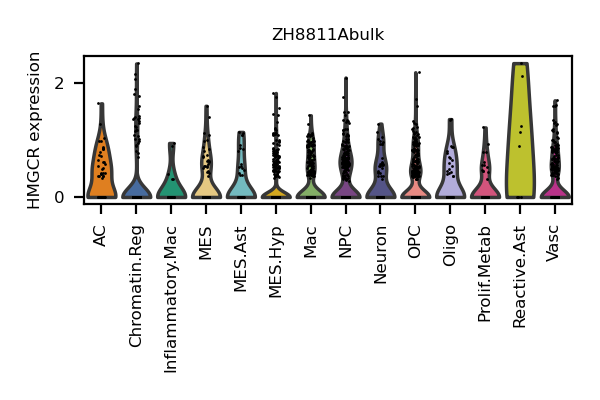 ZH8811Abulk
HMGCR expression
2
0
AC
Chromatin.Reg
Inflammatory.Mac
MES
MES.Ast
MES.Hyp
Mac
NPC
Neuron
OPC
Oligo
Prolif.Metab
Reactive.Ast
Vasc